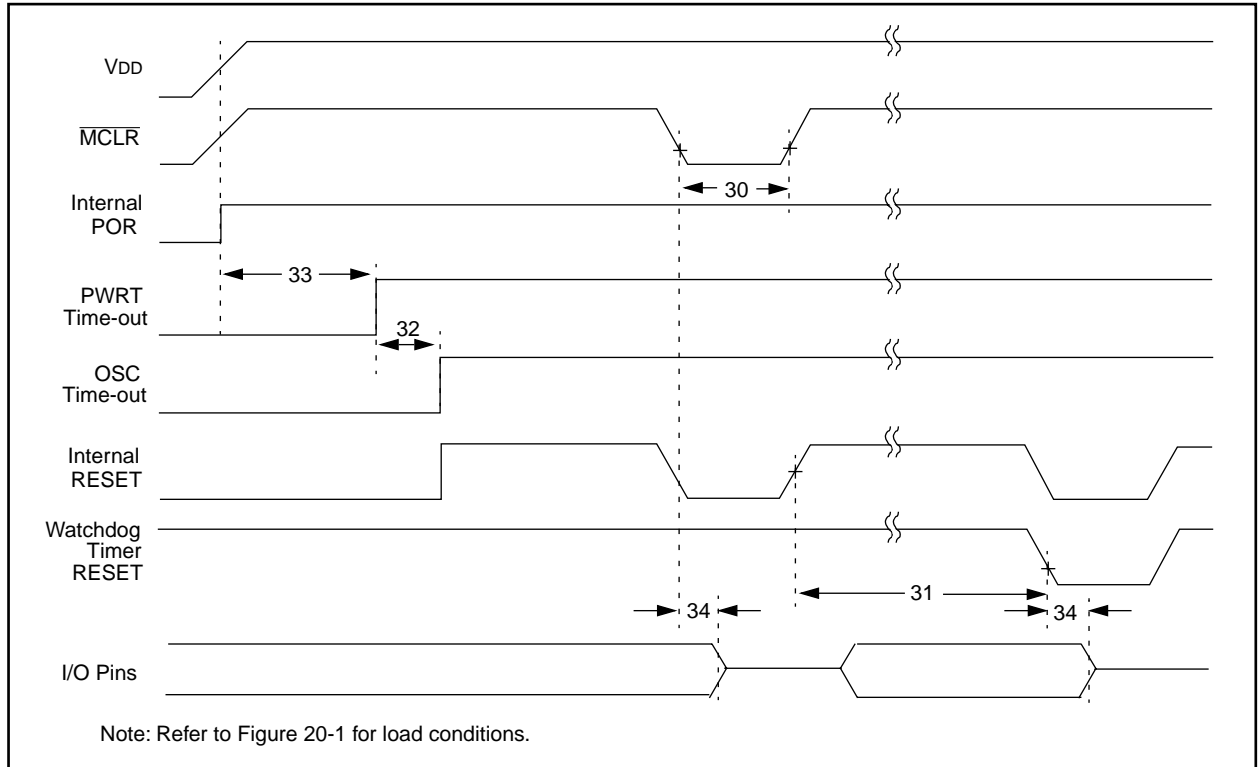 VDD
MCLR
30
Internal
POR
33
PWRT
Time-out
32
OSC
Time-out
Internal
RESET
Watchdog
Timer
RESET
31
34
34
I/O Pins
Note: Refer to Figure 20-1 for load conditions.